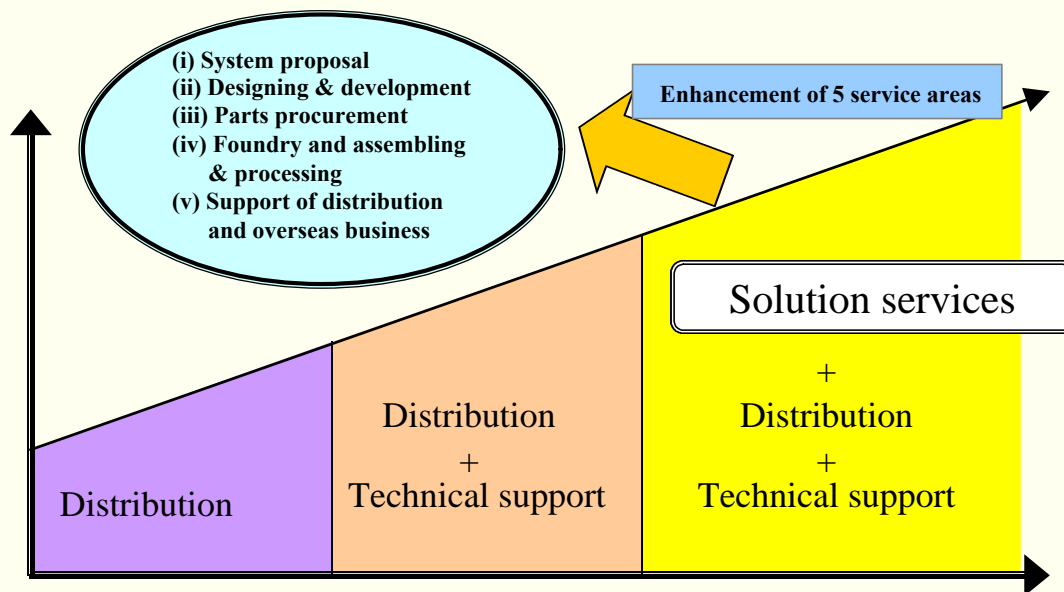 (i) System proposal
(ii) Designing & development
(iii) Parts procurement
(iv) Foundry and assembling
& processing
(v) Support of distribution
and overseas business
Enhancement of 5 service areas
Distribution
Distribution
+
Technical support
Solution services
+
Distribution
+
Technical support